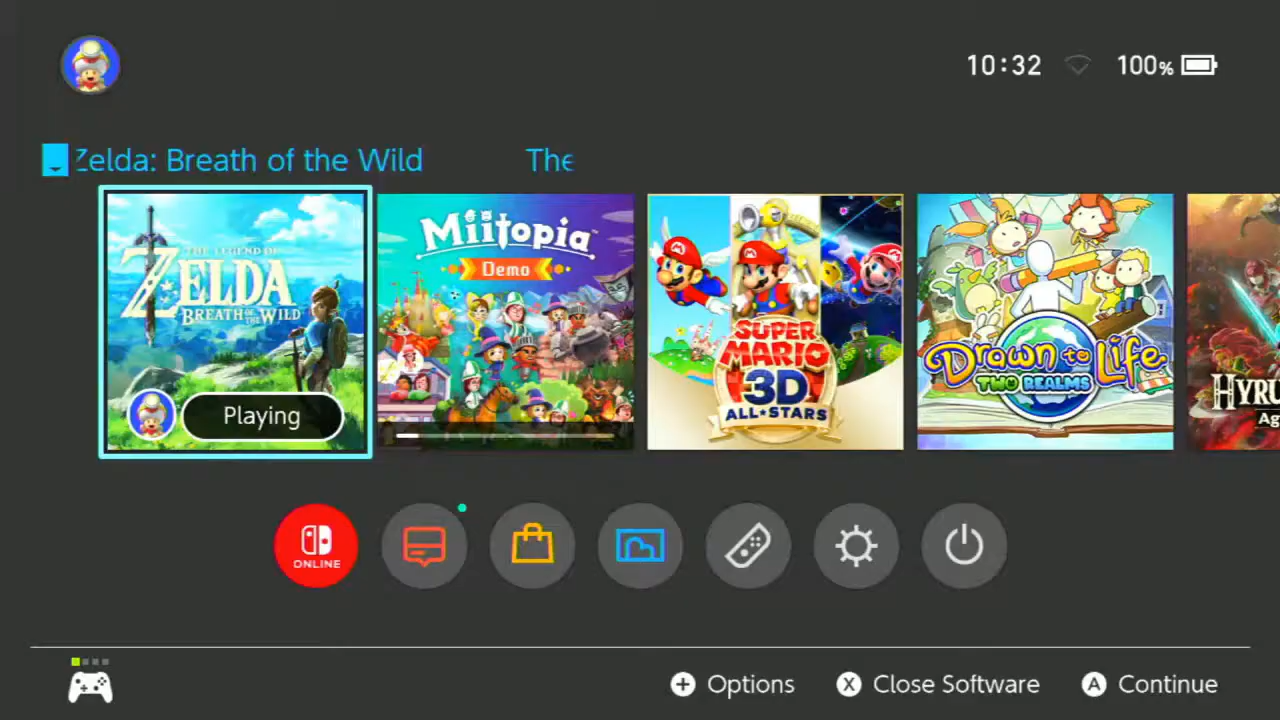 10:32
100%
Zelda: Breath of the Wild The
THE LEGEND OF
ZELDA
BREATH OF THE WILD
Playing
Miitopia™
Demo
SUPER
MARIO
3D
ALL★STARS
Drawn to Life
TWO REALMS
HYRU
Ag
ONLINE
+ Options
X Close Software
A Continue